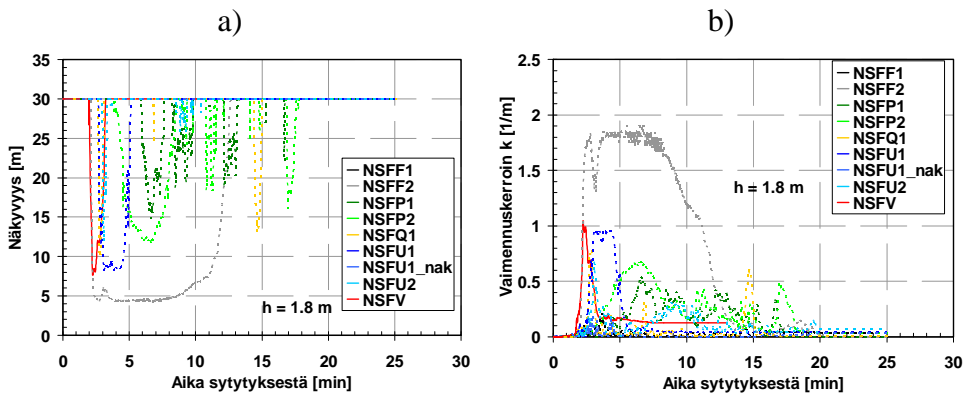 a)
35
30
25
20
15
10
5
0
Näkyvyys [m]
0 5 10 15 20 25 30
Aika sytytyksestä [min]
NSFF1
NSFF2
NSFP1
NSFP2
NSFQ1
NSFU1
NSFU1_nak
NSFU2
NSFV
h = 1.8 m
b)
2.5
2
1.5
1
0.5
0
Vaimennuskerroin k [1/m]
0 5 10 15 20 25 30
Aika sytytyksestä [min]
NSFF1
NSFF2
NSFP1
NSFP2
NSFQ1
NSFU1
NSFU1_nak
NSFU2
NSFV
h = 1.8 m